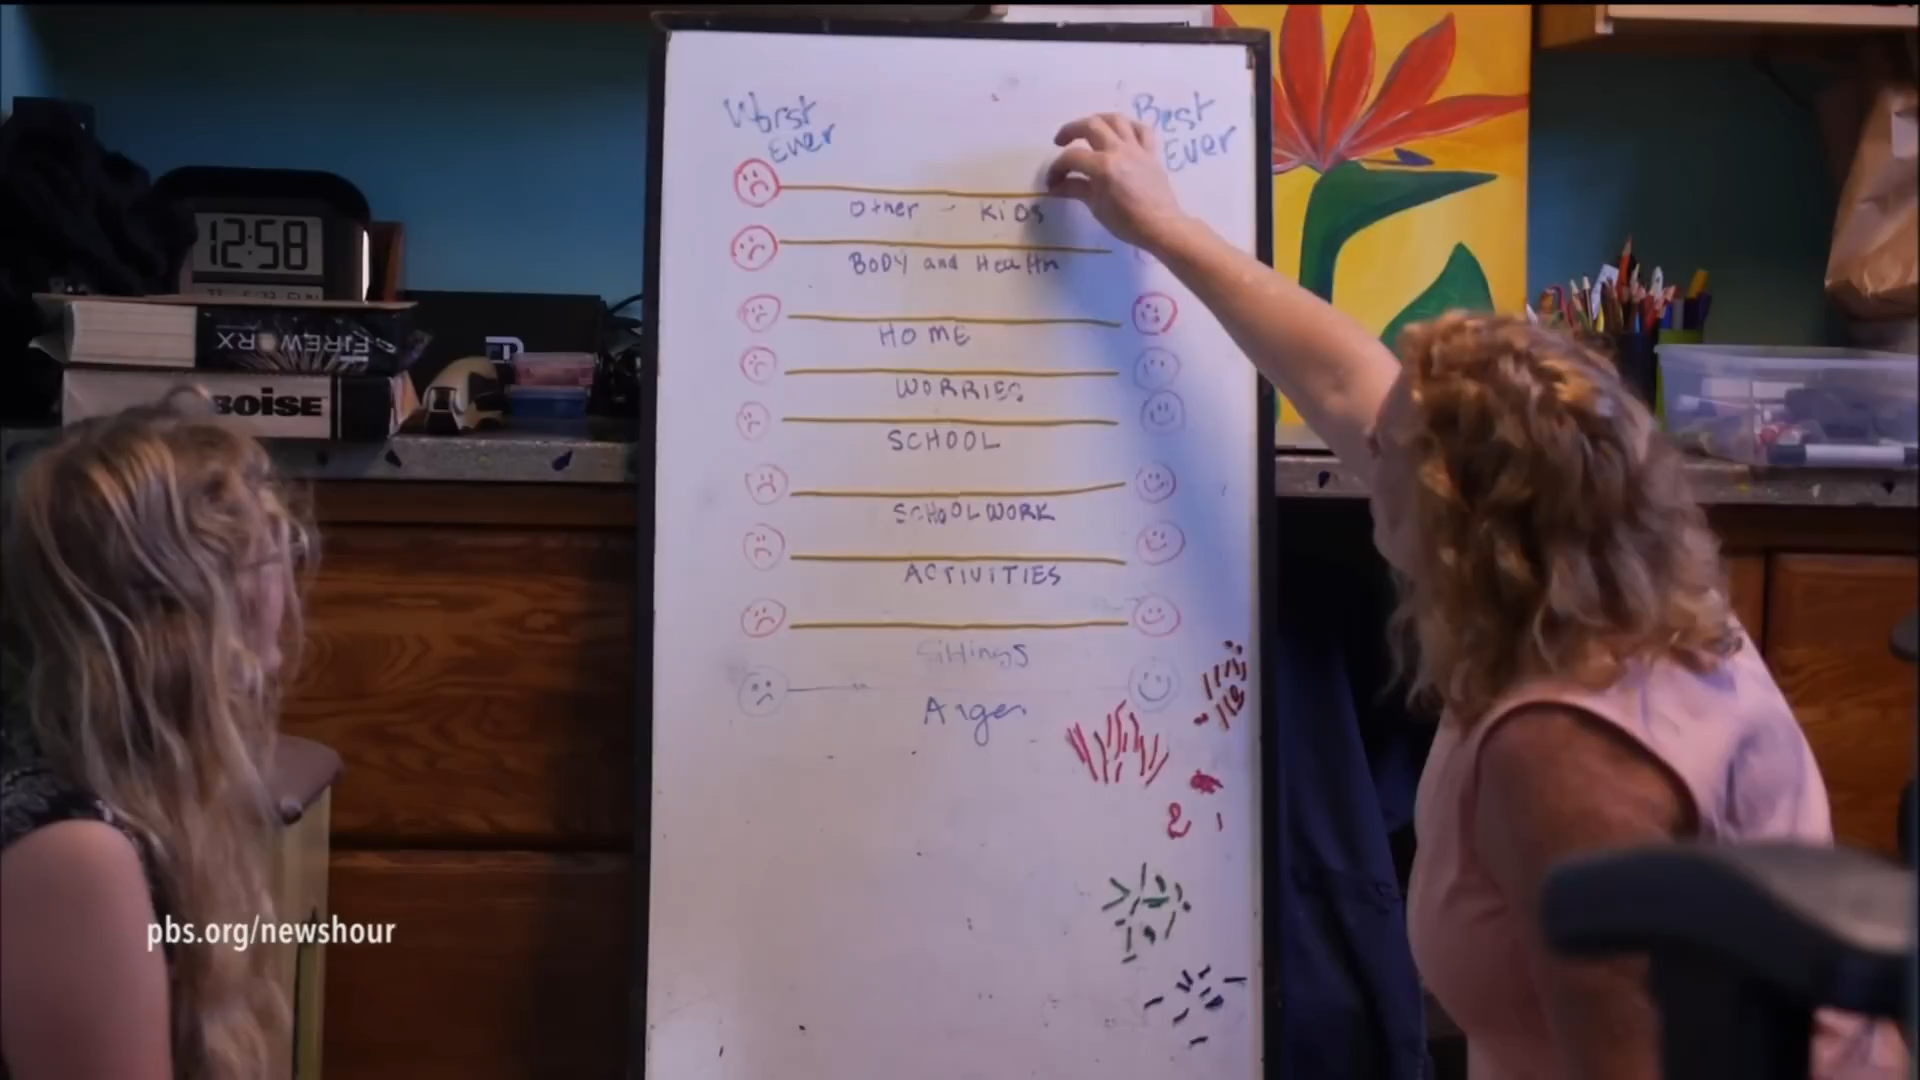 Worst
Ever
Best
Ever
Other - Kids
BODY and Health
HOME
WORRIES
SCHOOL
SCHOOLWORK
ACTIVITIES
Siblings
Anger
2
12:58
FIREWORX
BOISE
pbs.org/newshour